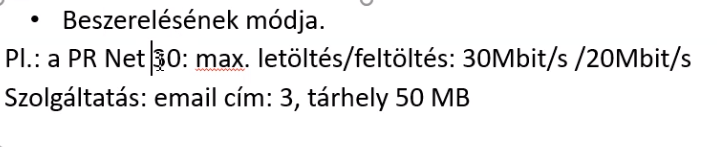 • Beszerelésének módja.
Pl.: a PR Net 30: max. letöltés/feltöltés: 30Mbit/s /20Mbit/s
Szolgáltatás: email cím: 3, tárhely 50 MB